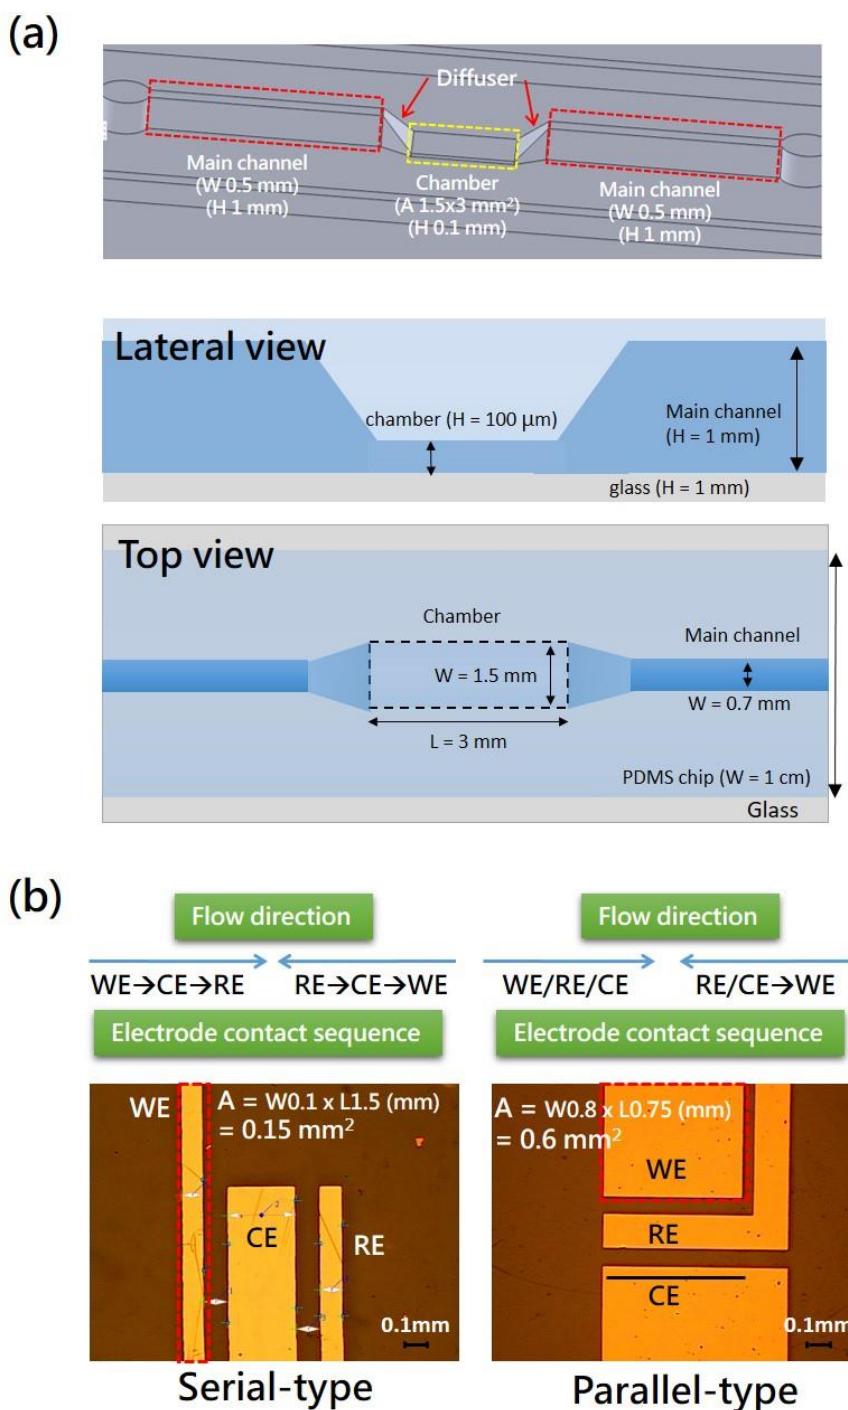 (a)
Diffuser
Main channel
(W 0.5 mm)
(H 1 mm)
Chamber
(A 1.5x3 mm²)
(H 0.1 mm)
Main channel
(W 0.5 mm)
(H 1 mm)
Lateral view
chamber (H = 100 µm)
Main channel
(H = 1 mm)
glass (H = 1 mm)
Top view
Chamber
Main channel
W = 1.5 mm
W = 0.7 mm
L = 3 mm
PDMS chip (W = 1 cm)
Glass
(b)
Flow direction
WE→CE→RE
RE→CE→WE
Electrode contact sequence
WE
A = W0.1 x L1.5 (mm)
= 0.15 mm²
CE
RE
0.1mm
Serial-type
Flow direction
WE/RE/CE
RE/CE→WE
Electrode contact sequence
A = W0.8 x L0.75 (mm)
= 0.6 mm²
WE
RE
CE
0.1mm
Parallel-type